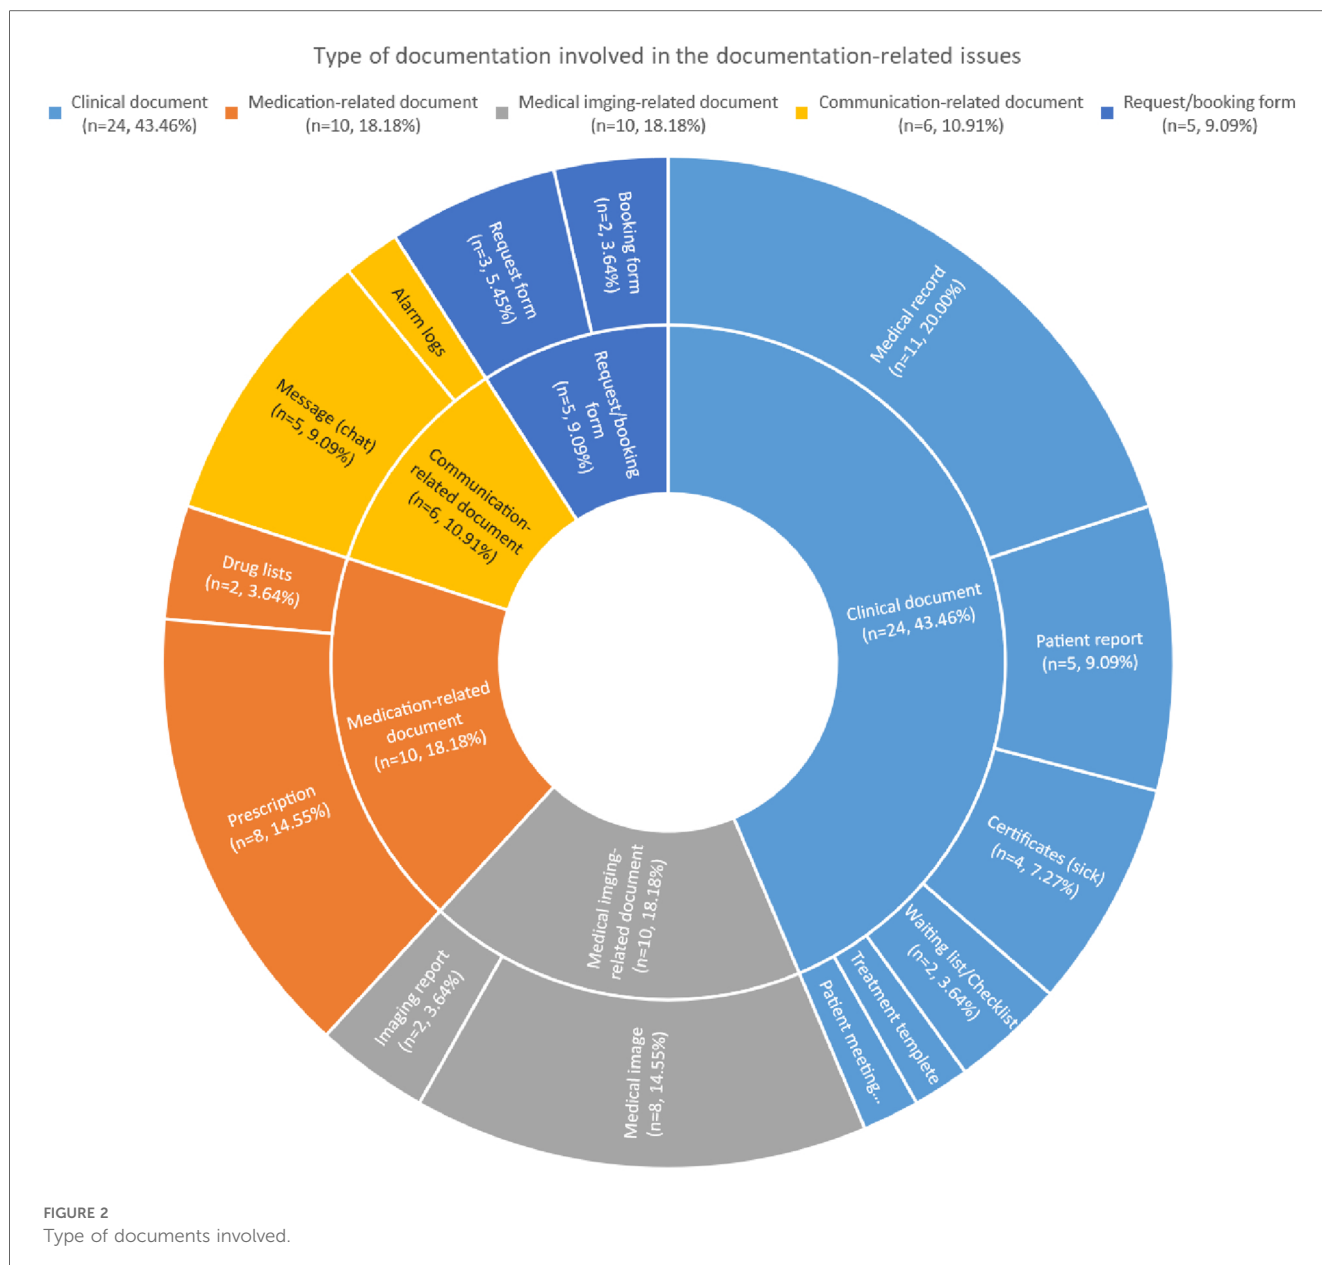 Type of documentation involved in the documentation-related issues
Clinical document
(n=24, 43.46%)
Medication-related document
(n=10, 18.18%)
Medical imging-related document
(n=10, 18.18%)
Communication-related document
(n=6, 10.91%)
Request/booking form
(n=5, 9.09%)
Medical record
(n=11, 20.00%)
Patient report
(n=5, 9.09%)
Certificates (sick)
(n=4, 7.27%)
Waiting list/Checklist
(n=2, 3.64%)
Treatment templete
Patient meeting...
Clinical document
(n=24, 43.46%)
Medical image
(n=8, 14.55%)
Imaging report
(n=2, 3.64%)
Medical imging-
related document
(n=10, 18.18%)
Prescription
(n=8, 14.55%)
Drug lists
(n=2, 3.64%)
Medication-related
document
(n=10, 18.18%)
Message (chat)
(n=5, 9.09%)
Alarm logs
Communication-
related document
(n=6, 10.91%)
Request form
(n=3, 5.45%)
Booking form
(n=2, 3.64%)
Request/booking
form
(n=5, 9.09%)
FIGURE 2
Type of documents involved.